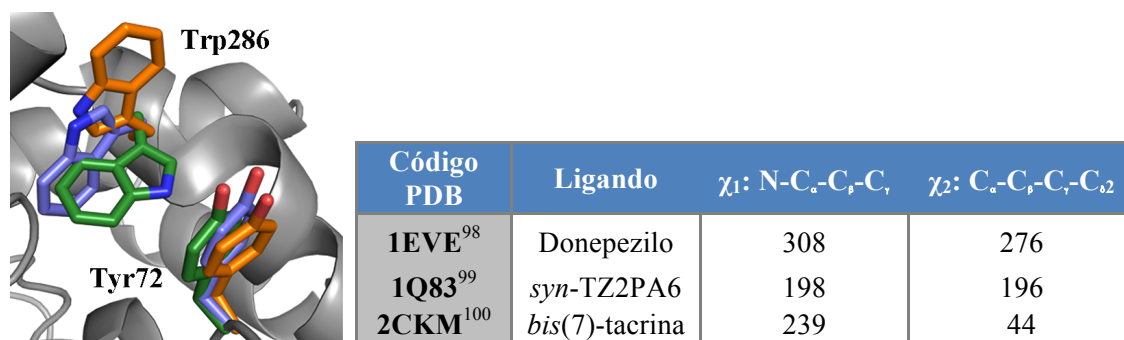 Trp286
Tyr72
Código PDB Ligando χ₁: N-Cα-Cβ-Cγ χ₂: Cα-Cβ-Cγ-Cδ2
1EVE⁹⁸ Donepezilo 308 276
1Q83⁹⁹ syn-TZ2PA6 198 196
2CKM¹⁰⁰ bis(7)-tacrina 239 44